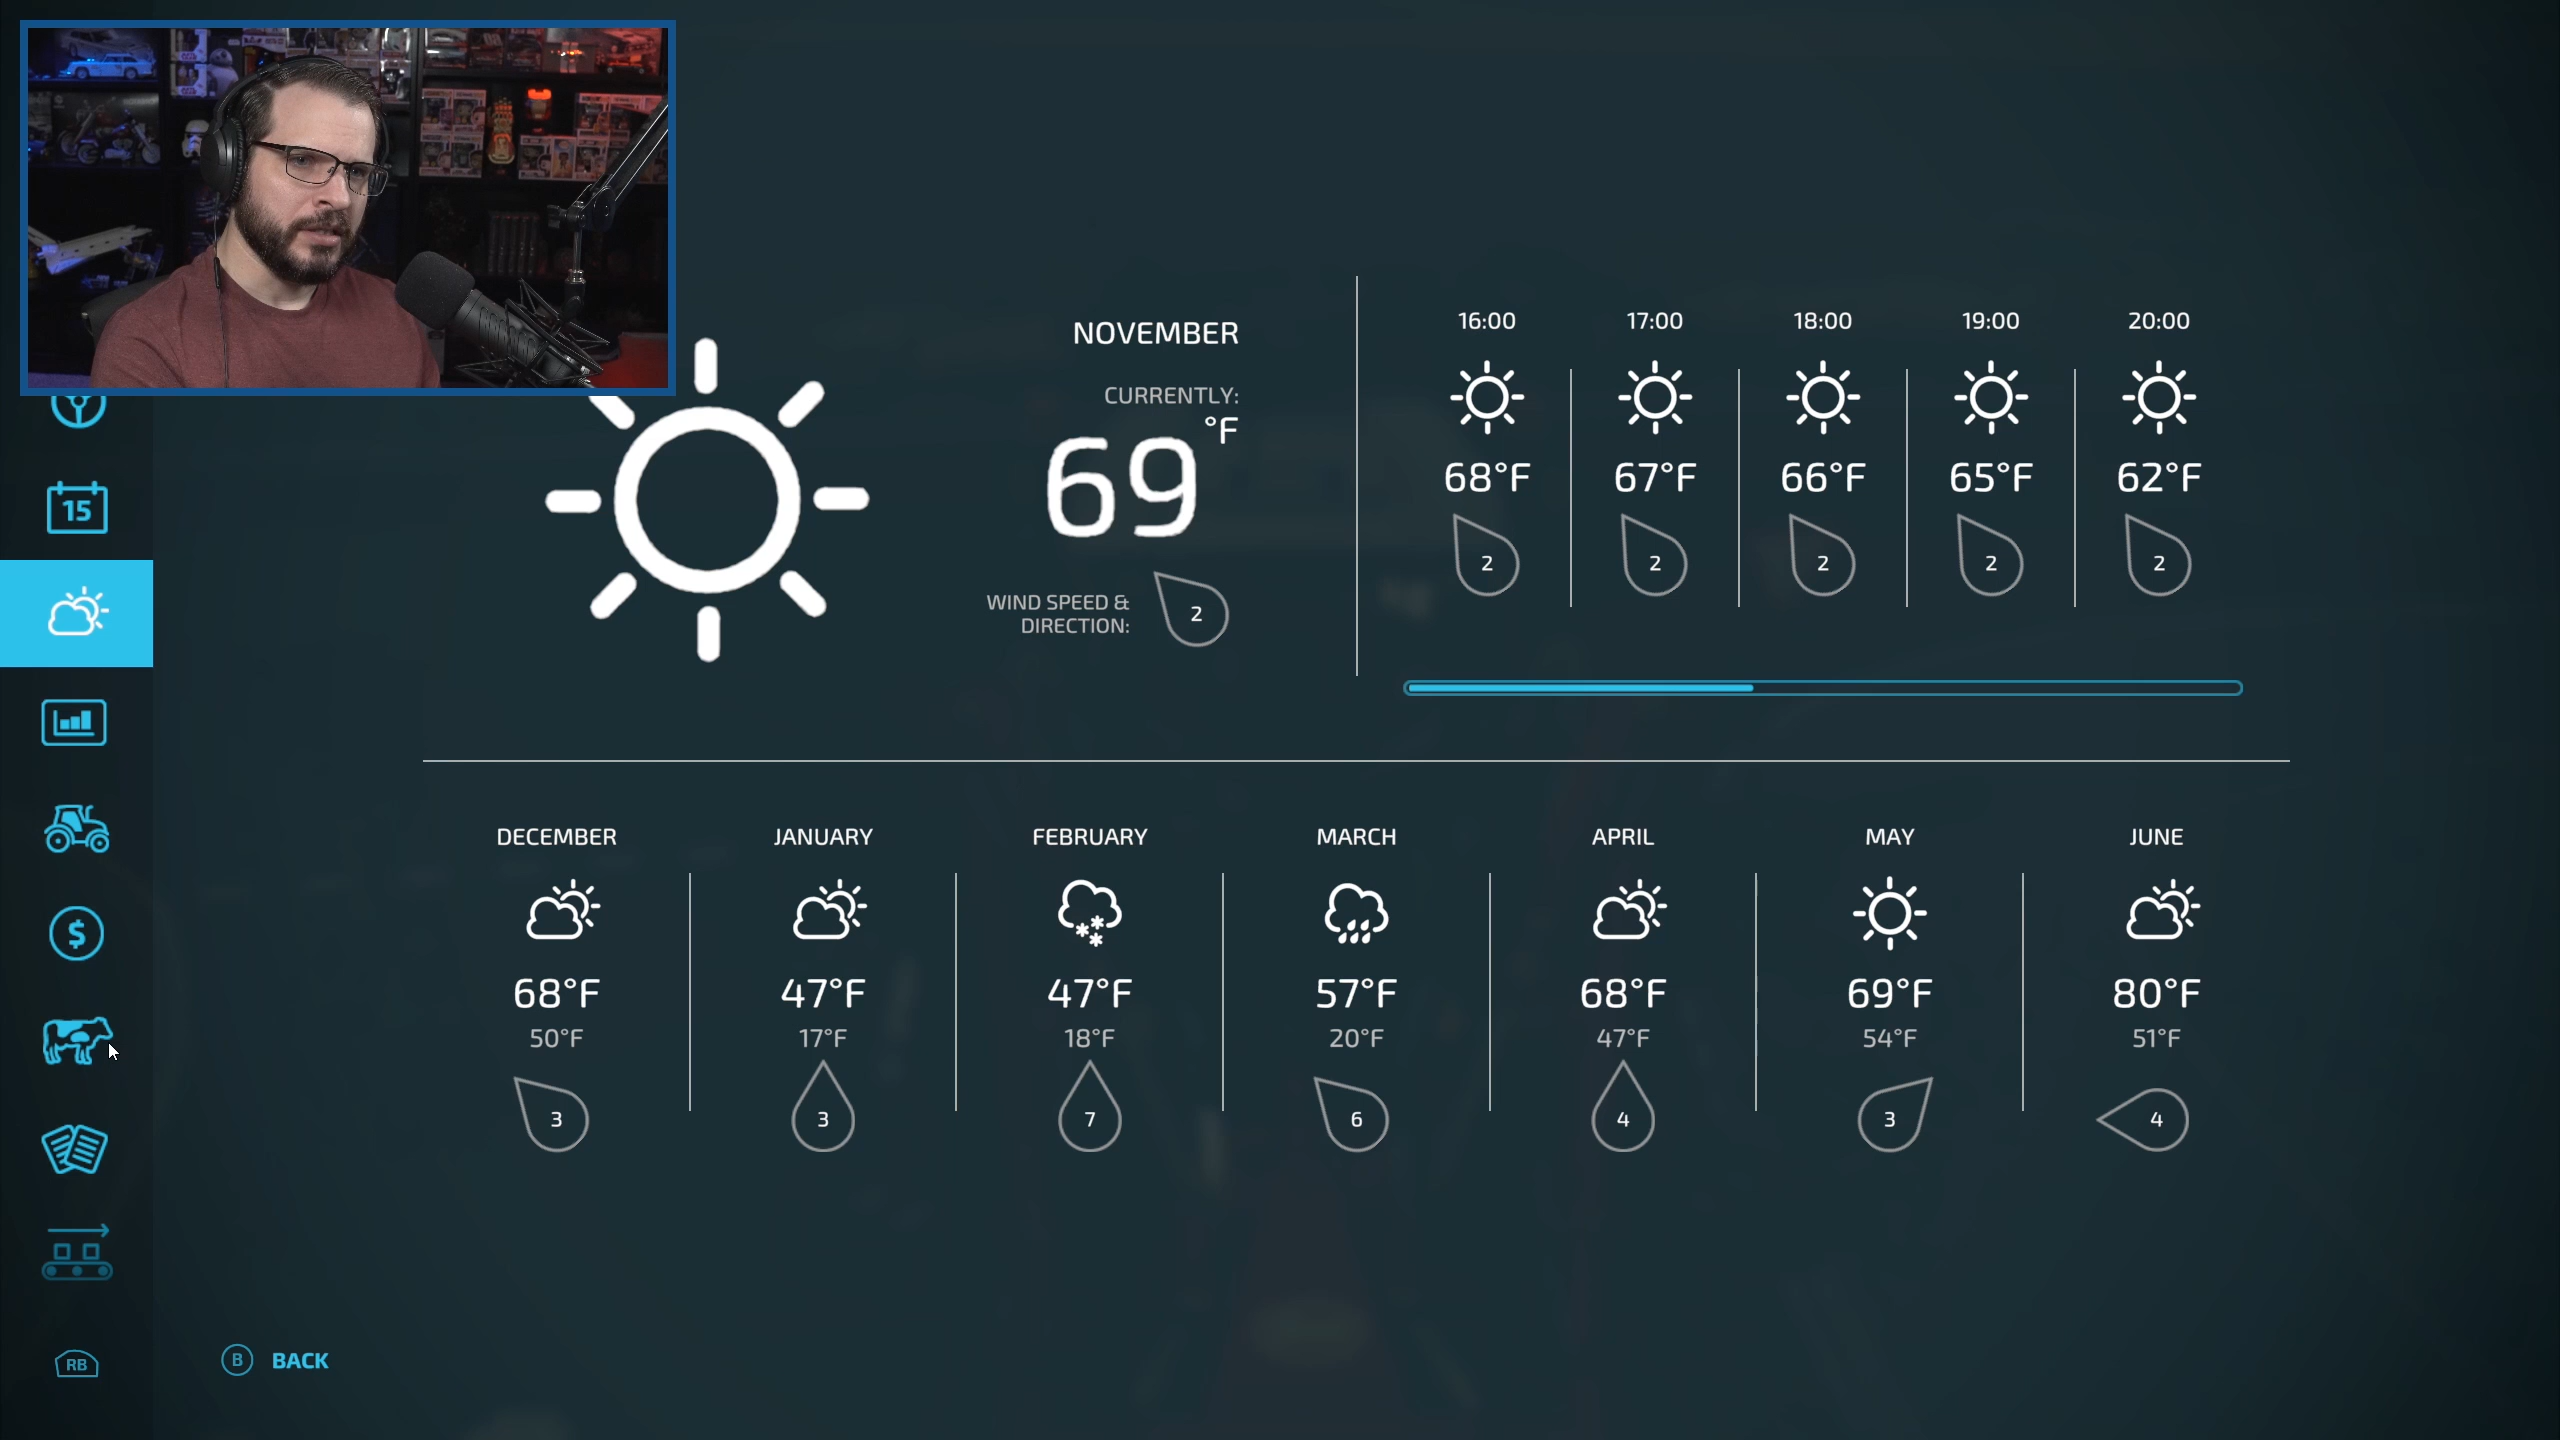 NOVEMBER
CURRENTLY:
69 °F
WIND SPEED &
DIRECTION:
2
16:00 17:00 18:00 19:00 20:00
68°F 67°F 66°F 65°F 62°F
2 2 2 2 2
15
$
DECEMBER JANUARY FEBRUARY MARCH APRIL MAY JUNE
68°F 47°F 47°F 57°F 68°F 69°F 80°F
50°F 17°F 18°F 20°F 47°F 54°F 51°F
3 3 7 6 4 3 4
RB
B BACK